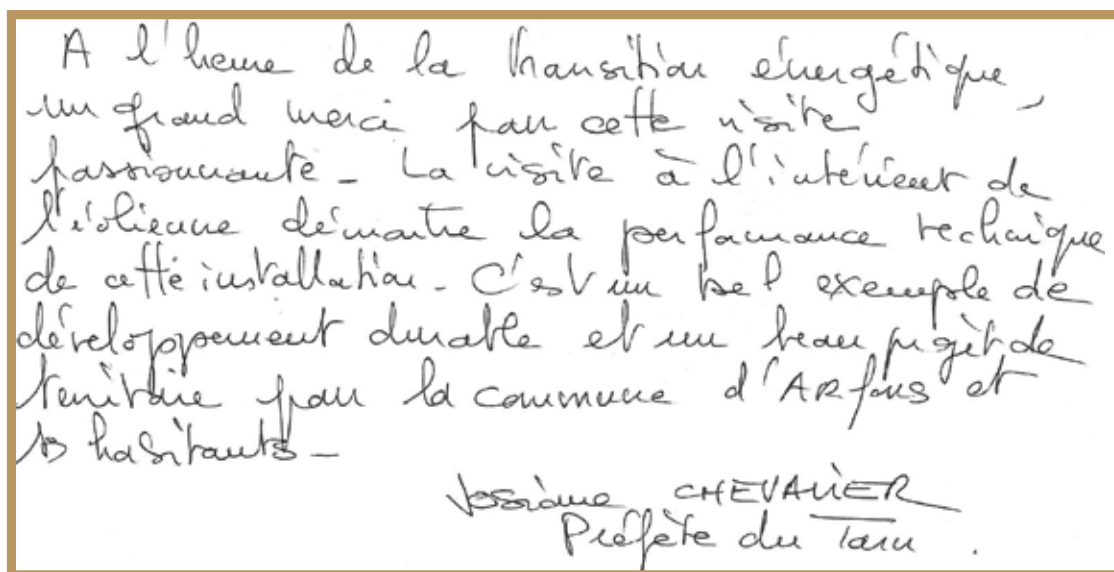 A l'heure de la transition énergétique,
un grand merci pour cette visite
passionnante - La visite à l'intérieur de
l'éolienne démontre la performance technique
de cette installation - C'est un bel exemple de
développement durable et un beau projet de
territoire pour la commune d'ARfons et
ses habitants -
Josiane CHEVALIER
Préfète du Tarn.